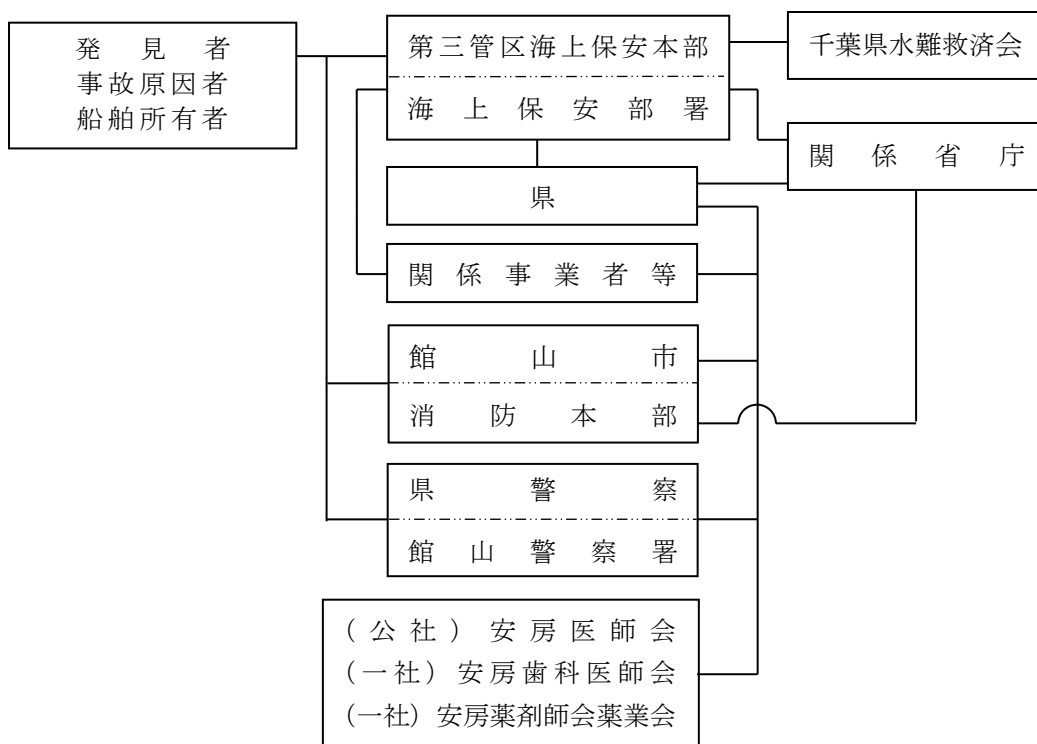 発見者
事故原因者
船舶所有者
第三管区海上保安本部
海上保安部署
千葉県水難救済会
関係省庁
県
関係事業者等
館山市
消防本部
県警察
館山警察署
(公社)安房医師会
(一社)安房歯科医師会
(一社)安房薬剤師会薬業会